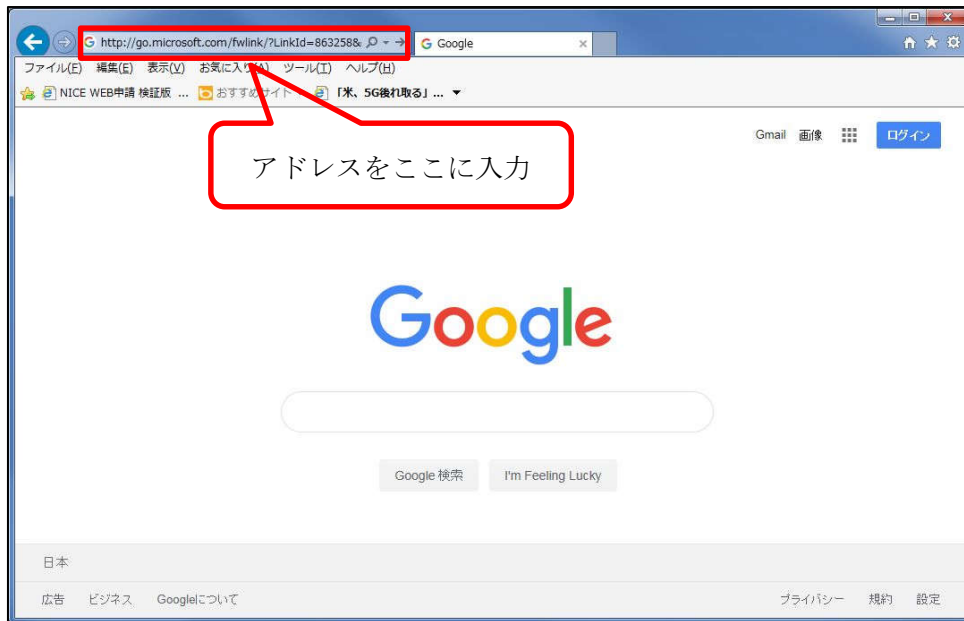 http://go.microsoft.com/fwlink/?LinkId=863258&
Google
ファイル(F) 編集(E) 表示(V) お気に入り(A) ツール(T) ヘルプ(H)
NICE WEB申請 検証版 ... おすすめサイト 「米、5G後れ取る」...
アドレスをここに入力
Gmail 画像 ログイン
Google
Google 検索 I'm Feeling Lucky
日本
広告 ビジネス Googleについて プライバシー 規約 設定